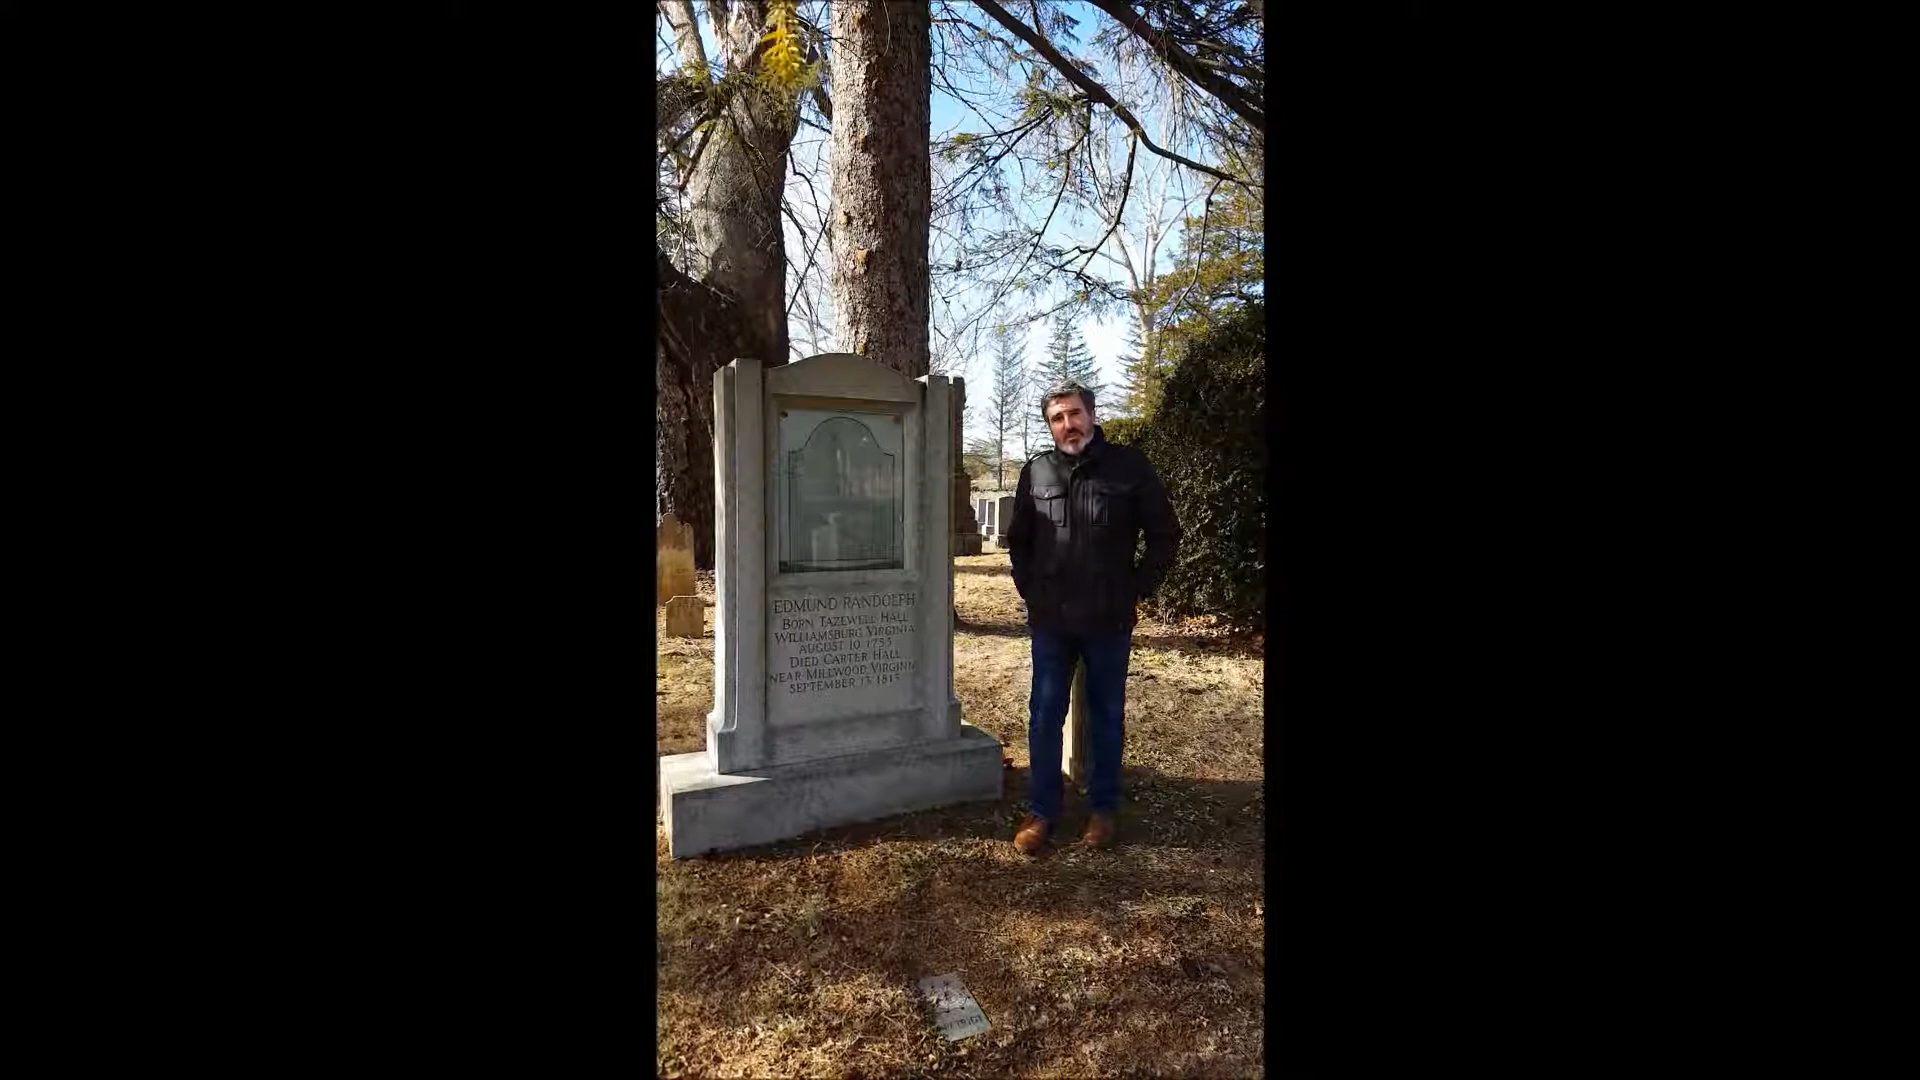 EDMUND RANDOLPH
BORN TAZEWELL HALL
WILLIAMSBURG VIRGINIA
AUGUST 10 1753
DIED CARTER HALL
NEAR MILLWOOD VIRGINIA
SEPTEMBER 13 1813